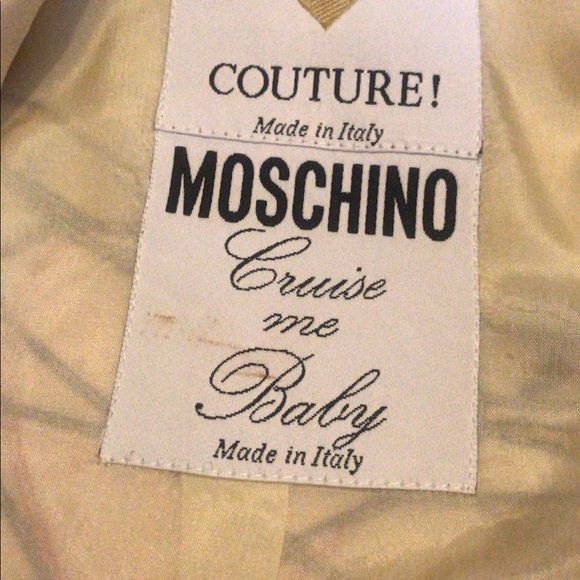 COUTURE!
Made in Italy
MOSCHINO
Cruise
me
Baby
Made in Italy